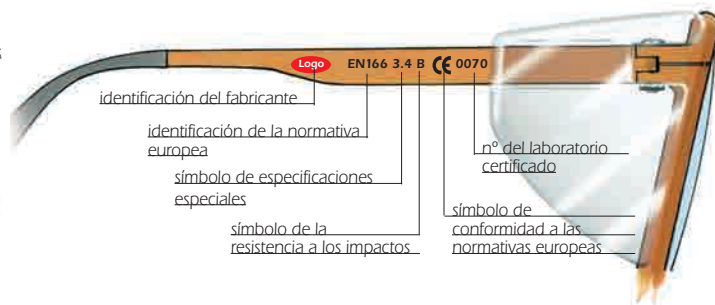 Logo EN166 3.4 B CE 0070
identificación del fabricante
identificación de la normativa
europea
símbolo de especificaciones
especiales
símbolo de la
resistencia a los impactos
nº del laboratorio
certificado
símbolo de
conformidad a las
normativas europeas